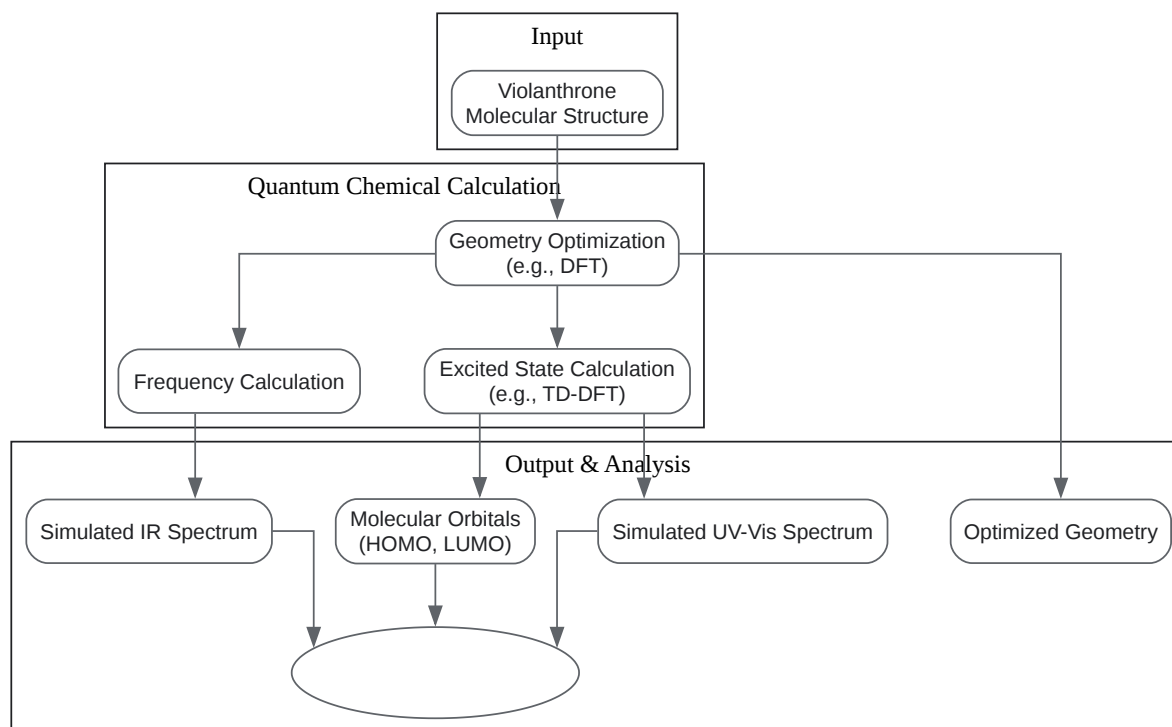 Input
Violanthrone
Molecular Structure
Quantum Chemical Calculation
Geometry Optimization
(e.g., DFT)
Frequency Calculation
Excited State Calculation
(e.g., TD-DFT)
Output & Analysis
Simulated IR Spectrum
Molecular Orbitals
(HOMO, LUMO)
Simulated UV-Vis Spectrum
Optimized Geometry